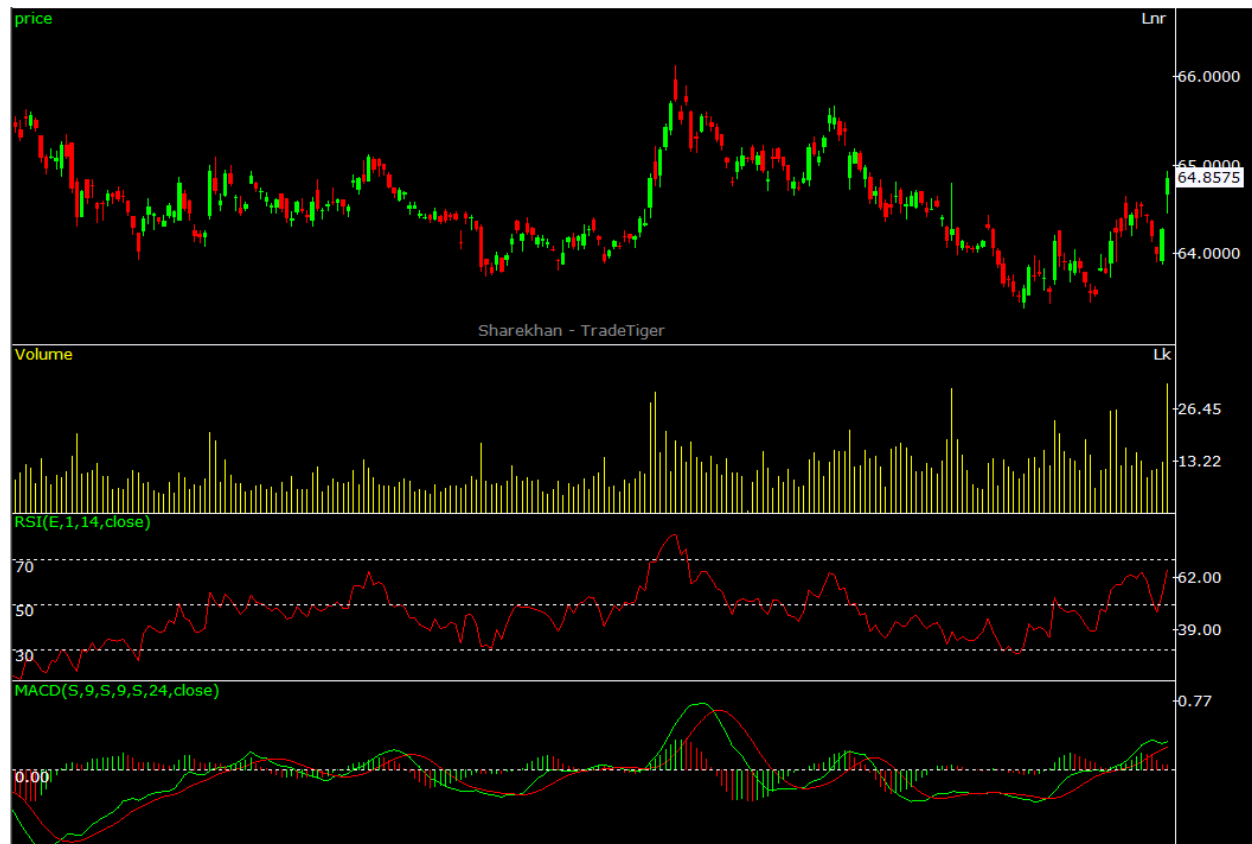 price
Lnr
66.0000
65.0000
64.8575
64.0000
Sharekhan - TradeTiger
Volume
Lk
26.45
13.22
RSI(E,1,14,close)
70
62.00
50
39.00
30
MACD(S,9,S,9,S,24,close)
0.77
0.00